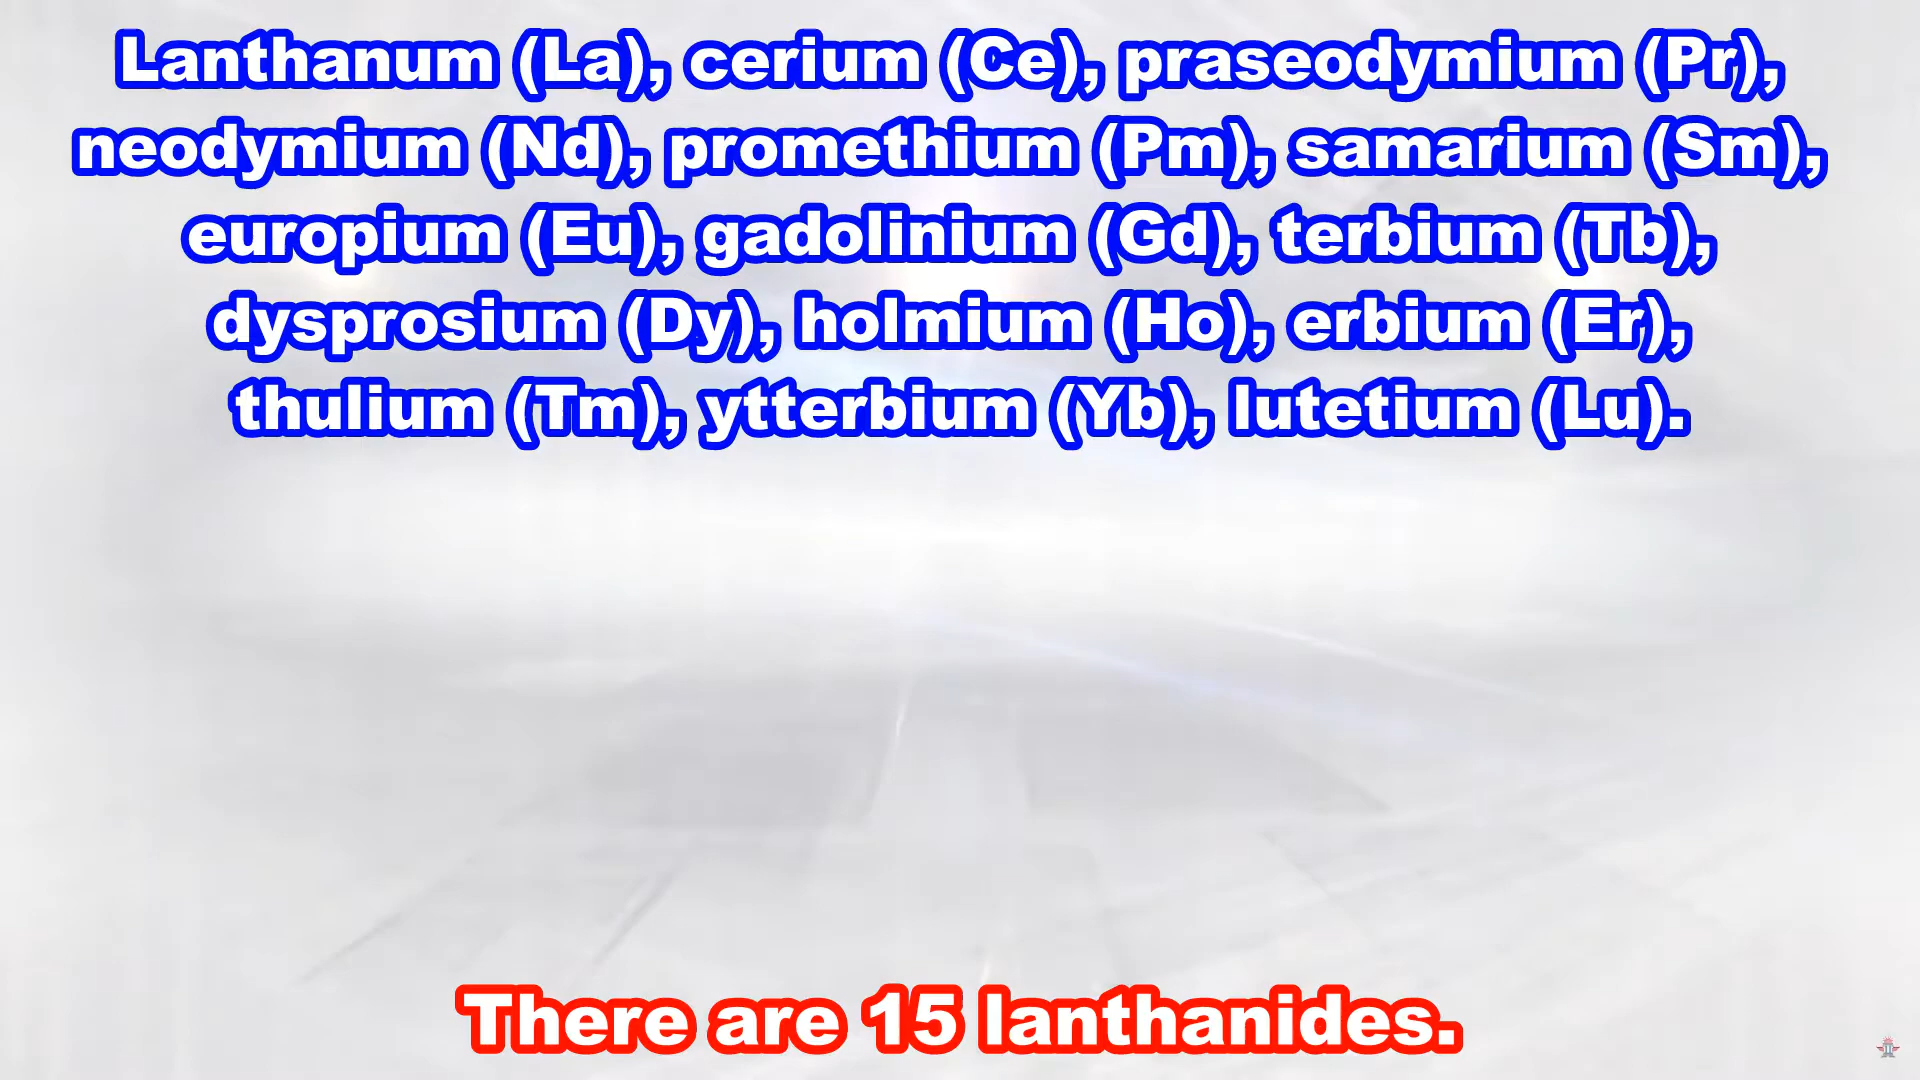 Lanthanum (La), cerium (Ce), praseodymium (Pr),
neodymium (Nd), promethium (Pm), samarium (Sm),
europium (Eu), gadolinium (Gd), terbium (Tb),
dysprosium (Dy), holmium (Ho), erbium (Er),
thulium (Tm), ytterbium (Yb), lutetium (Lu).
There are 15 lanthanides.